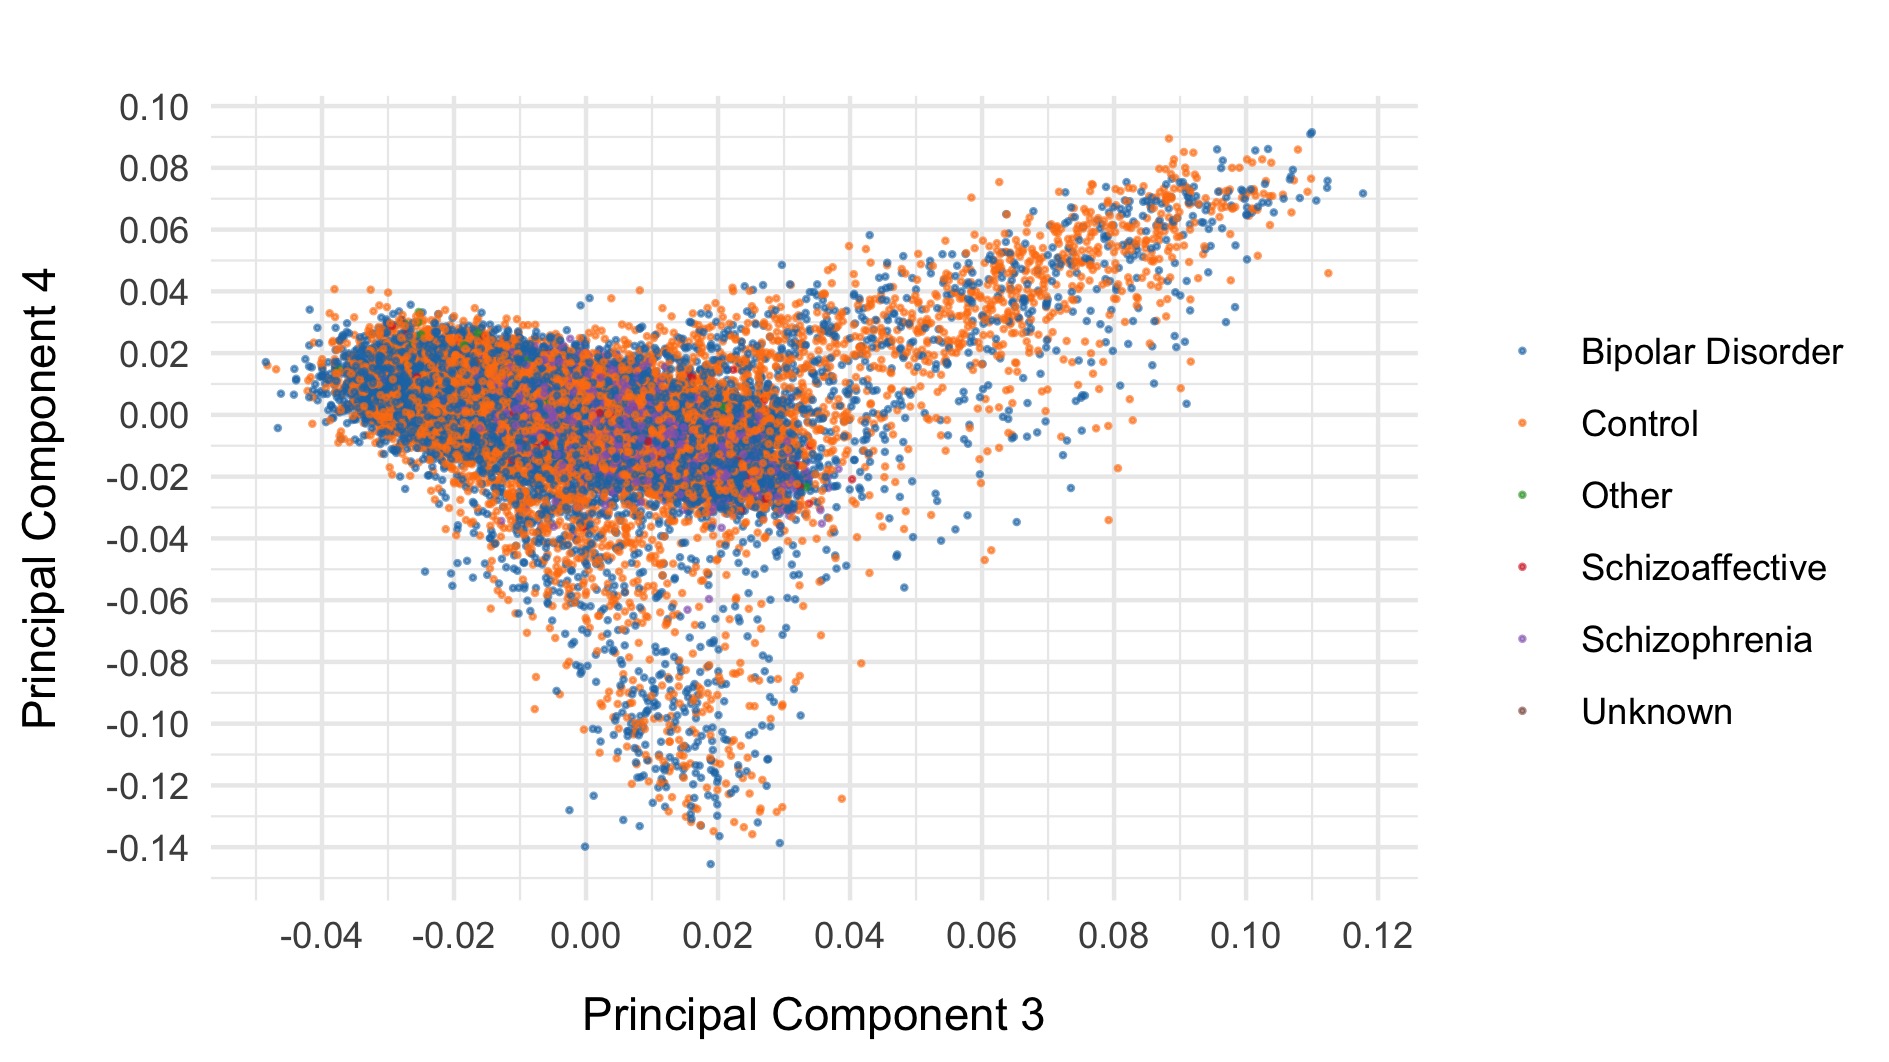 0.10
0.08
0.06
0.04
0.02
0.00
-0.02
-0.04
-0.06
-0.08
-0.10
-0.12
-0.14
Principal Component 4
-0.04 -0.02 0.00 0.02 0.04 0.06 0.08 0.10 0.12
Principal Component 3
Bipolar Disorder
Control
Other
Schizoaffective
Schizophrenia
Unknown